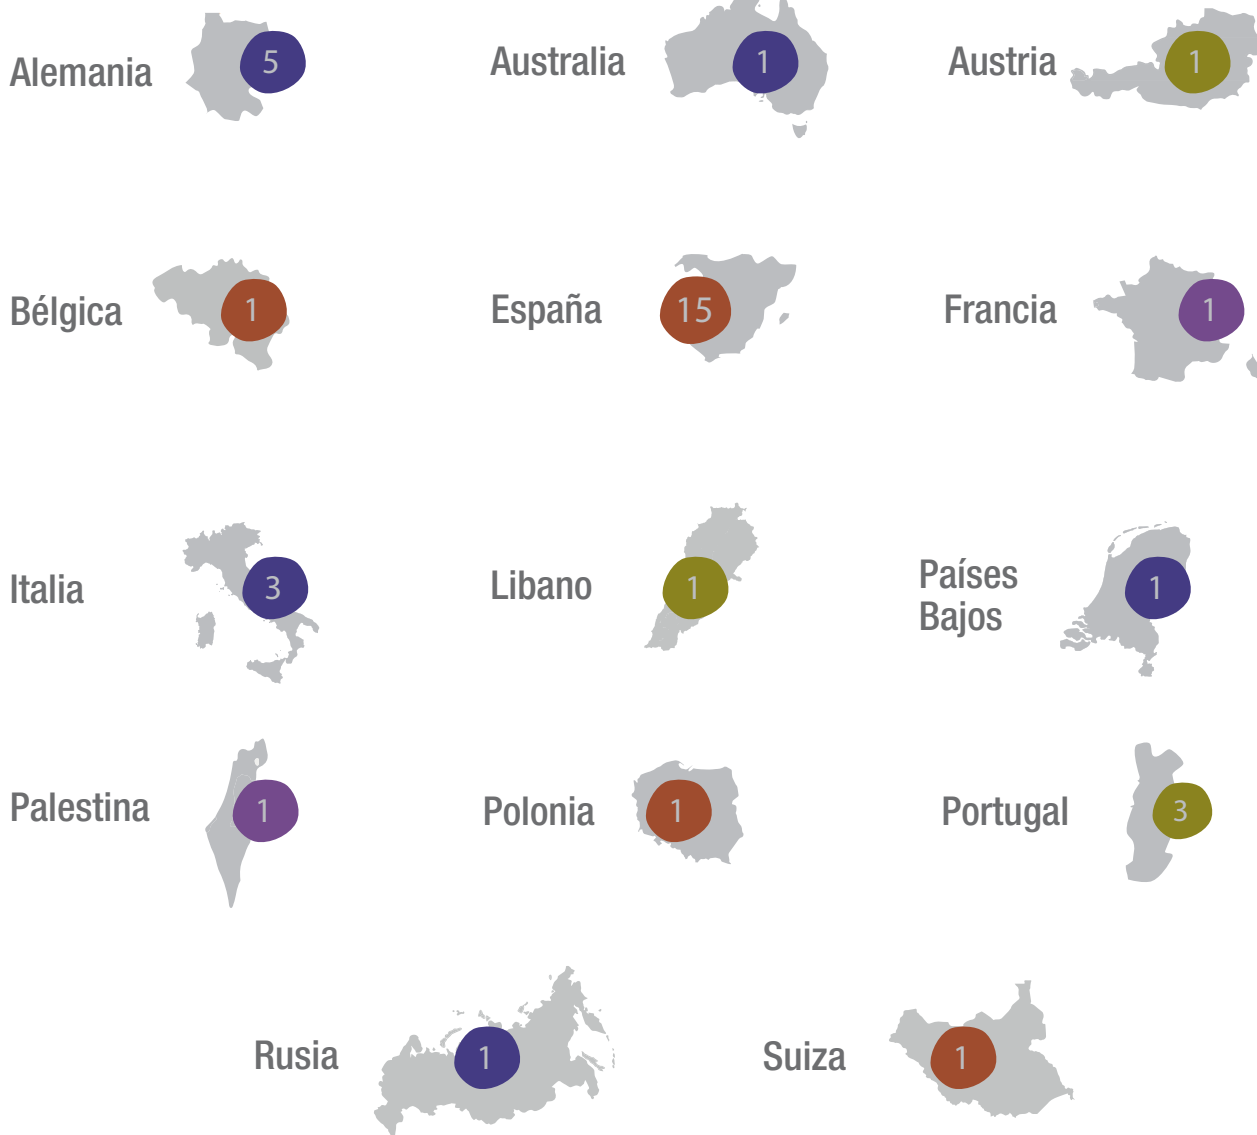 Alemania 5
Australia 1
Austria 1
Bélgica 1
España 15
Francia 1
Italia 3
Libano 1
Países
Bajos 1
Palestina 1
Polonia 1
Portugal 3
Rusia 1
Suiza 1